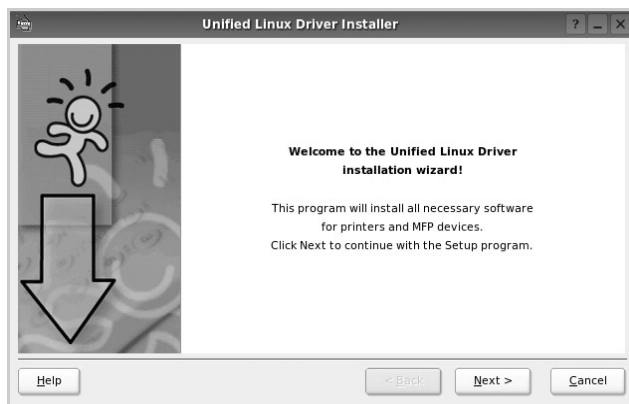 Unified Linux Driver Installer
Welcome to the Unified Linux Driver
installation wizard!
This program will install all necessary software
for printers and MFP devices.
Click Next to continue with the Setup program.
Help
< Back
Next >
Cancel